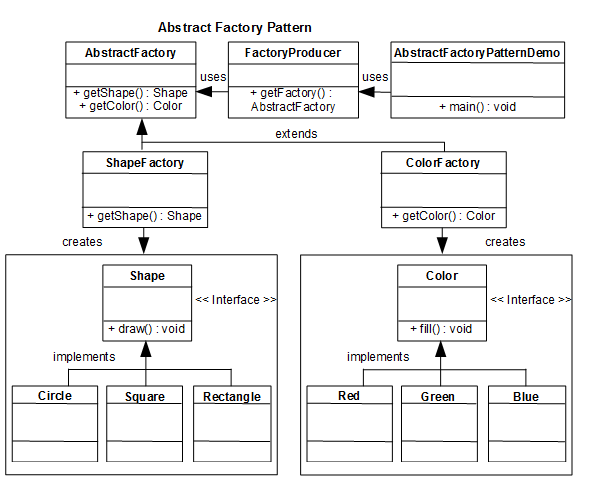 Abstract Factory Pattern
AbstractFactory
+ getShape() : Shape
+ getColor() : Color
uses
FactoryProducer
+ getFactory() :
AbstractFactory
uses
AbstractFactoryPatternDemo
+ main() : void
extends
ShapeFactory
+ getShape() : Shape
ColorFactory
+ getColor() : Color
creates
creates
Shape
<< Interface >>
+ draw() : void
implements
Circle
Square
Rectangle
Color
<< Interface >>
+ fill() : void
implements
Red
Green
Blue